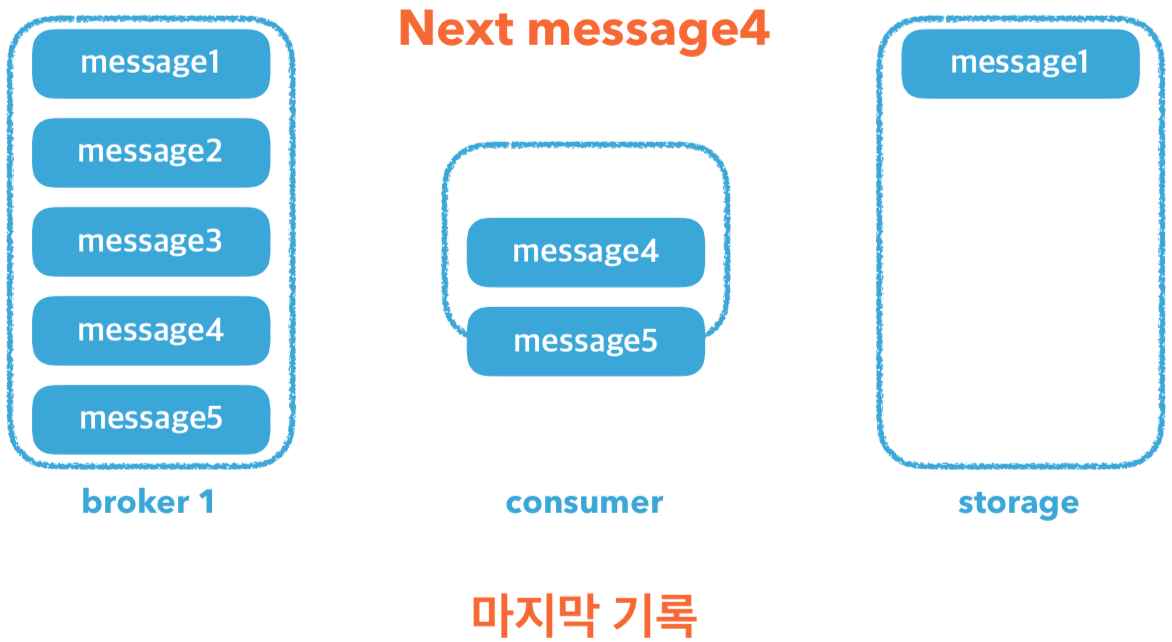 Next message4
message1
message2
message3
message4
message5
broker 1
message4
message5
consumer
message1
storage
마지막 기록